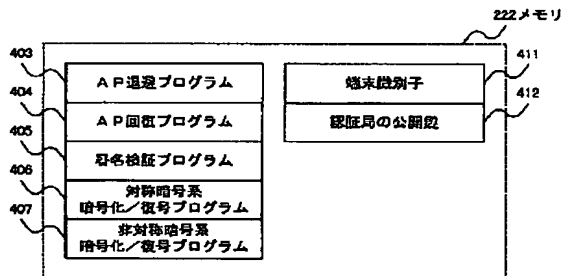 222メモリ
403
AP退避プログラム
404
AP回復プログラム
405
署名検証プログラム
406
対称暗号系
暗号化/復号プログラム
407
非対称暗号系
暗号化/復号プログラム
411
端末識別子
412
認証局の公開鍵